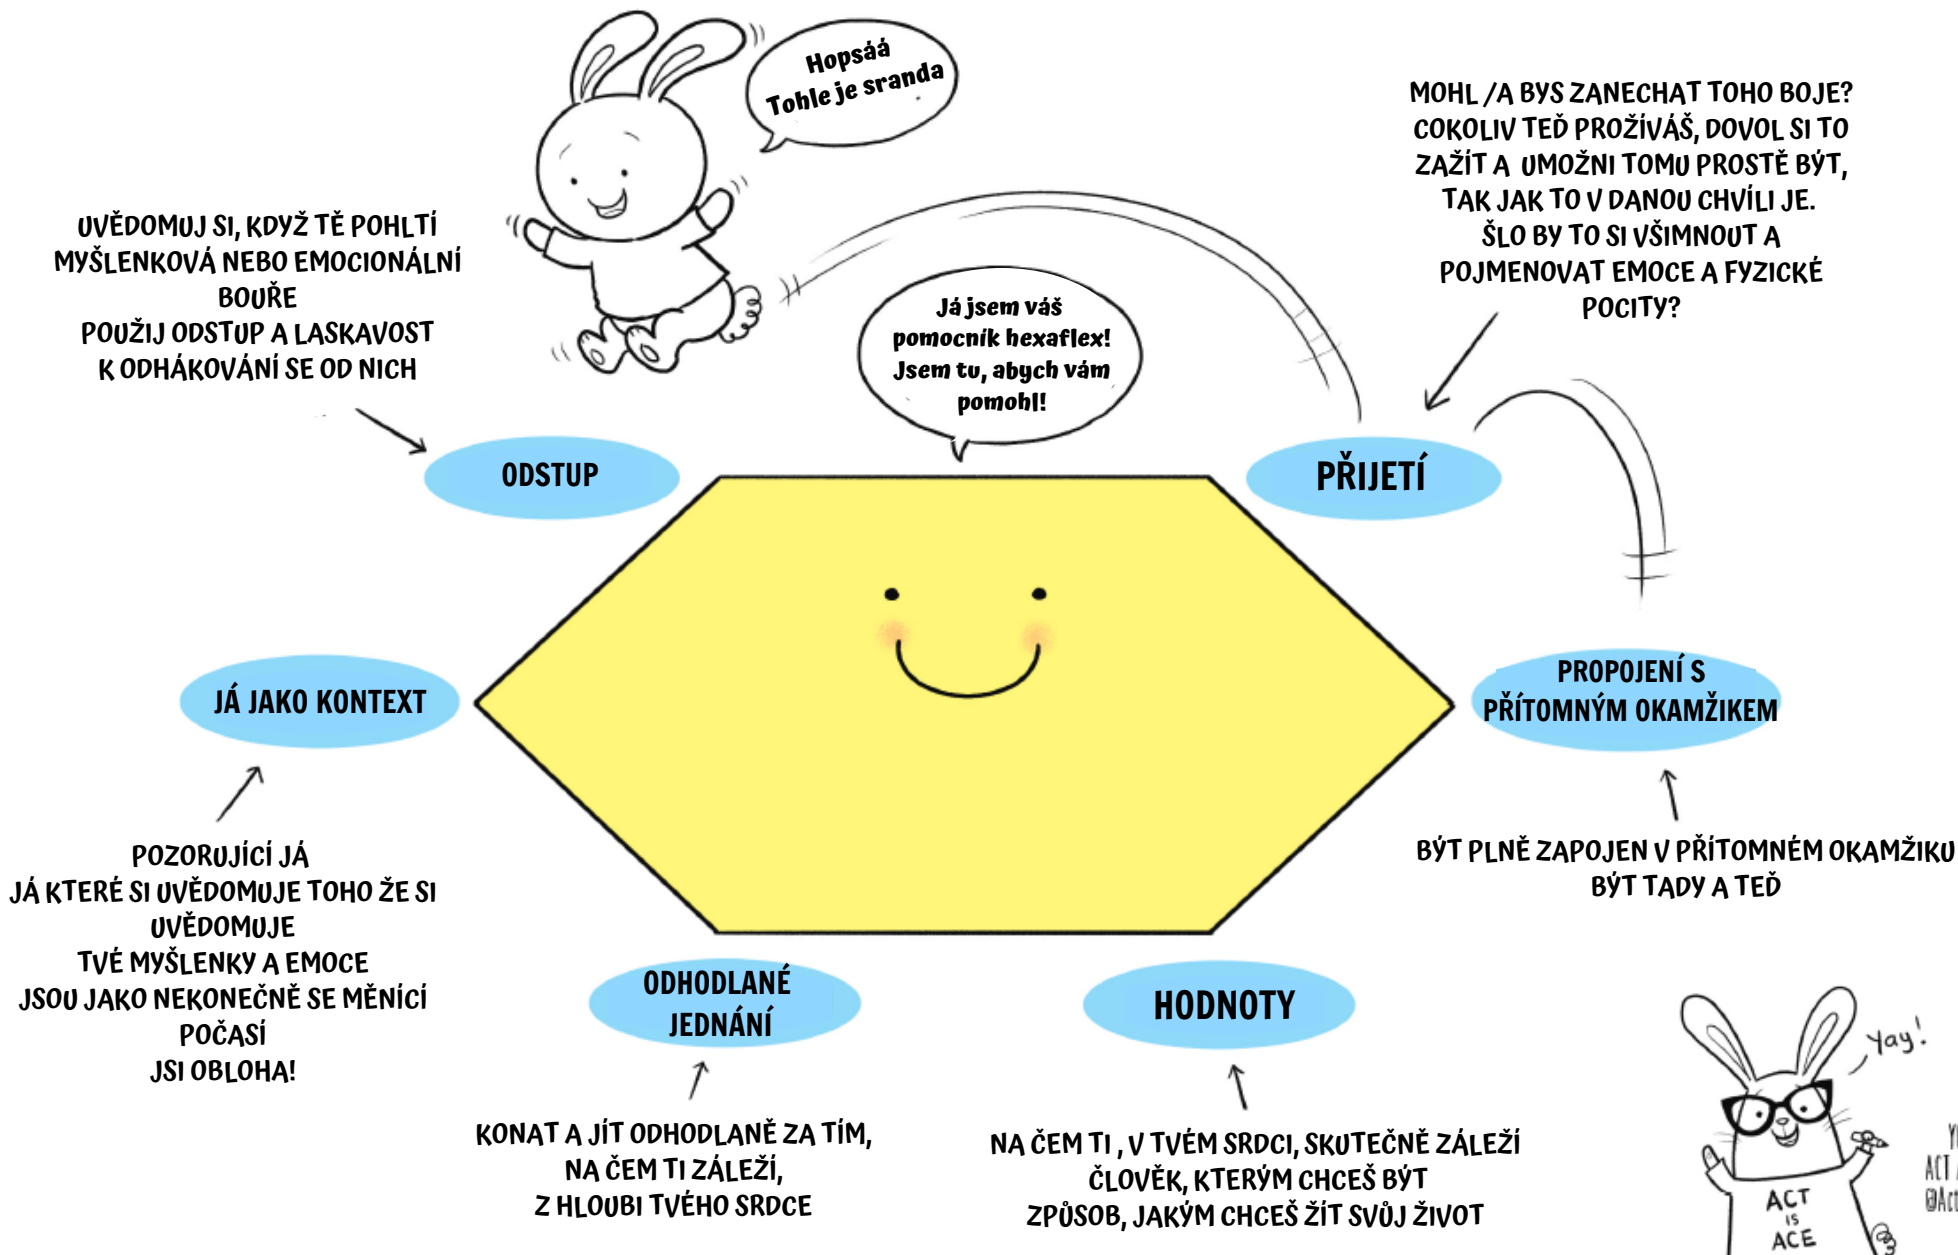 Hopsáá
Tohle je sranda
MOHL /A BYS ZANECHAT TOHO BOJE?
COKOLIV TEĎ PROŽÍVÁŠ, DOVOL SI TO
ZAŽÍT A UMOŽNI TOMU PROSTĚ BÝT,
TAK JAK TO V DANOU CHVÍLI JE.
ŠLO BY TO SI VŠIMNOUT A
POJMENOVAT EMOCE A FYZICKÉ
POCITY?
UVĚDOMUJ SI, KDYŽ TĚ POHLTÍ
MYŠLENKOVÁ NEBO EMOCIONÁLNÍ
BOUŘE
POUŽIJ ODSTUP A LASKAVOST
K ODHÁKOVÁNÍ SE OD NICH
Já jsem váš
pomocník hexaflex!
Jsem tu, abych vám
pomohl!
ODSTUP
PŘIJETÍ
JÁ JAKO KONTEXT
PROPOJENÍ S
PŘÍTOMNÝM OKAMŽIKEM
POZORUJÍCÍ JÁ
JÁ KTERÉ SI UVĚDOMUJE TOHO ŽE SI
UVĚDOMUJE
TVÉ MYŠLENKY A EMOCE
JSOU JAKO NEKONEČNĚ SE MĚNÍCÍ
POČASÍ
JSI OBLOHA!
BÝT PLNĚ ZAPOJEN V PŘÍTOMNÉM OKAMŽIKU
BÝT TADY A TEĎ
ODHODLANÉ
JEDNÁNÍ
HODNOTY
KONAT A JÍT ODHODLANĚ ZA TÍM,
NA ČEM TI ZÁLEŽÍ,
Z HLOUBI TVÉHO SRDCE
NA ČEM TI , V TVÉM SRDCI, SKUTEČNĚ ZÁLEŽÍ
ČLOVĚK, KTERÝM CHCEŠ BÝT
ZPŮSOB, JAKÝM CHCEŠ ŽÍT SVŮJ ŽIVOT
Yay!
ACT
IS
ACE
ACT